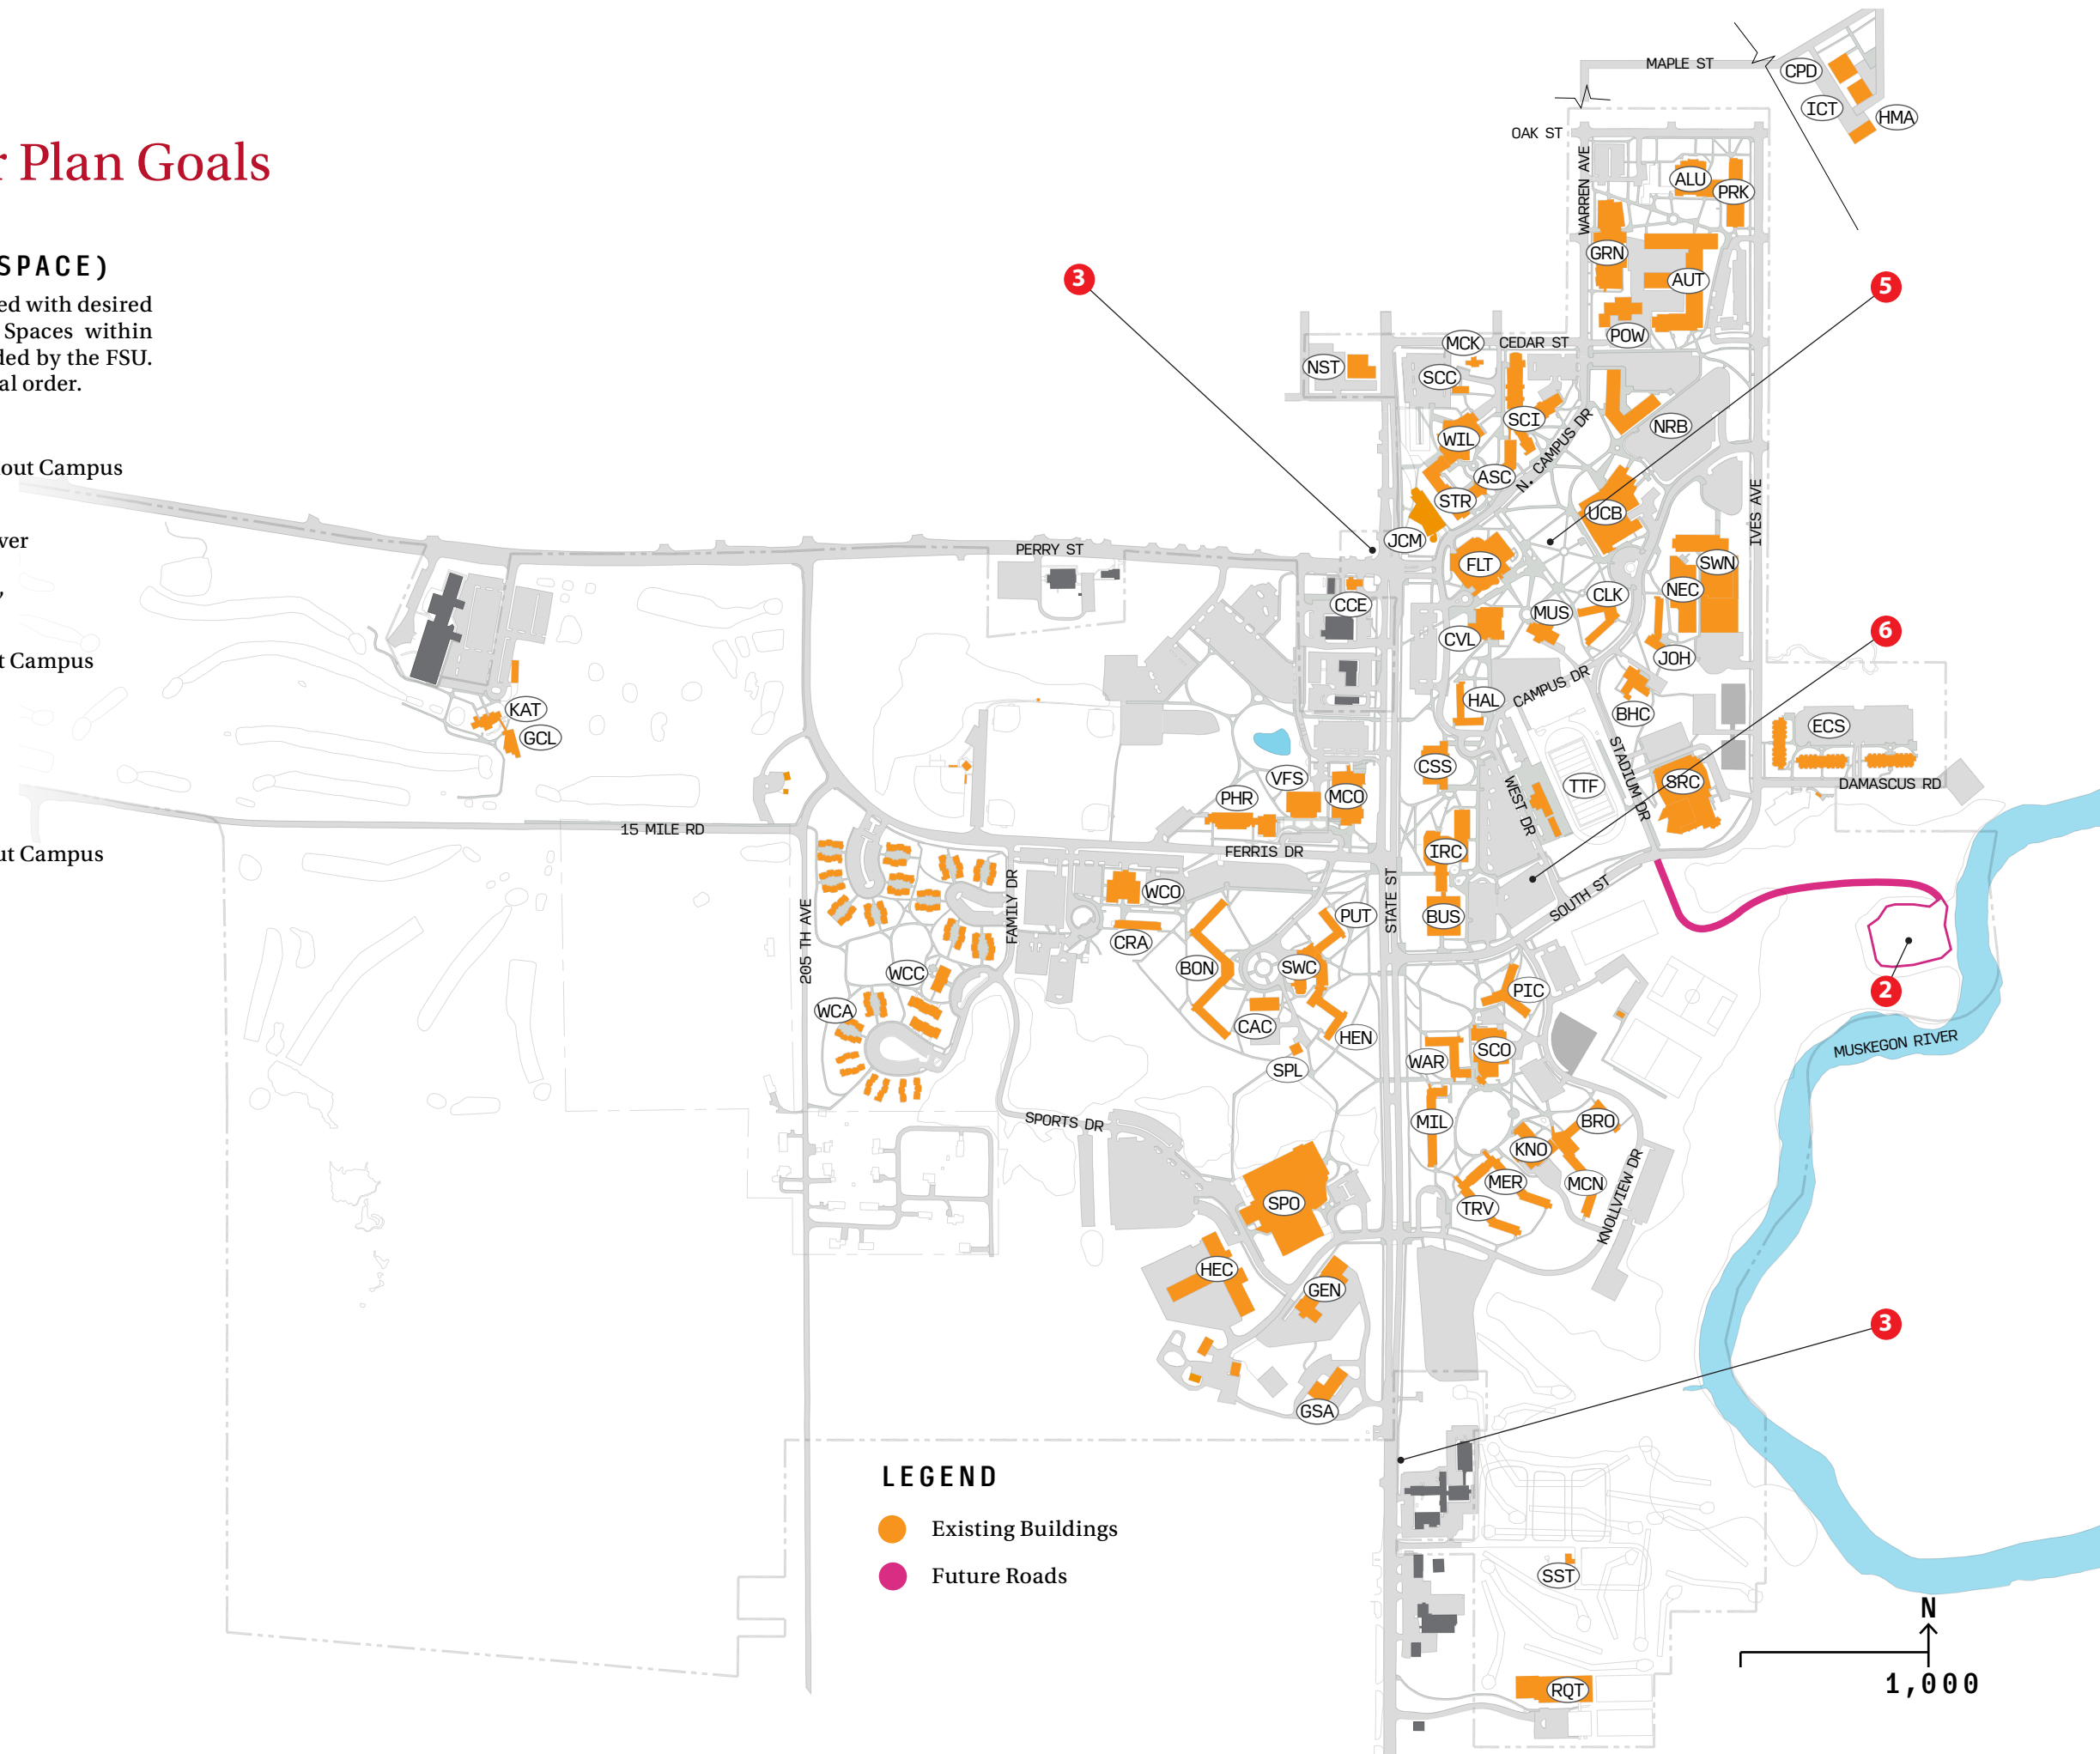 r Plan Goals
SPACE)
ed with desired
Spaces within
ded by the FSU.
al order.
out Campus
ver
,
t Campus
ut Campus
MAPLE ST
CPD
ICT
HMA
OAK ST
WARREN AVE
ALU
PRK
GRN
AUT
POW
3
5
MCK
CEDAR ST
NST
SCC
SCI
WIL
NRB
N. CAMPUS DR
ASC
STR
UCB
IVES AVE
JCM
PERRY ST
FLT
SWN
NEC
CLK
CCE
MUS
CVL
6
JOH
CAMPUS DR
HAL
KAT
BHC
GCL
ECS
STADIUM DR
CSS
VFS
TTF
SRC
DAMASCUS RD
PHR
MCO
WEST DR
15 MILE RD
FERRIS DR
IRC
FAMILY DR
WCO
STATE ST
SOUTH ST
PUT
BUS
205 TH AVE
CRA
BON
SWC
WCC
PIC
2
WCA
CAC
HEN
MUSKEGON RIVER
WAR
SCO
SPL
SPORTS DR
MIL
BRO
KNO
MER
MCN
KNOLLVIEW DR
SPO
TRV
HEC
GEN
3
GSA
LEGEND
Existing Buildings
Future Roads
SST
N
1,000
RQT